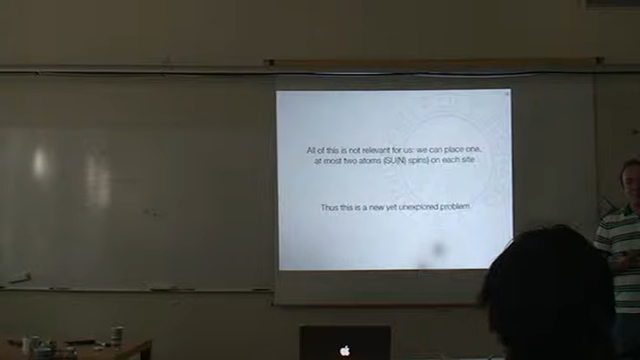 All of this is not relevant for us: we can place one,
at most two atoms (SU(N) spins) on each site
Thus this is a new yet unexplored problem